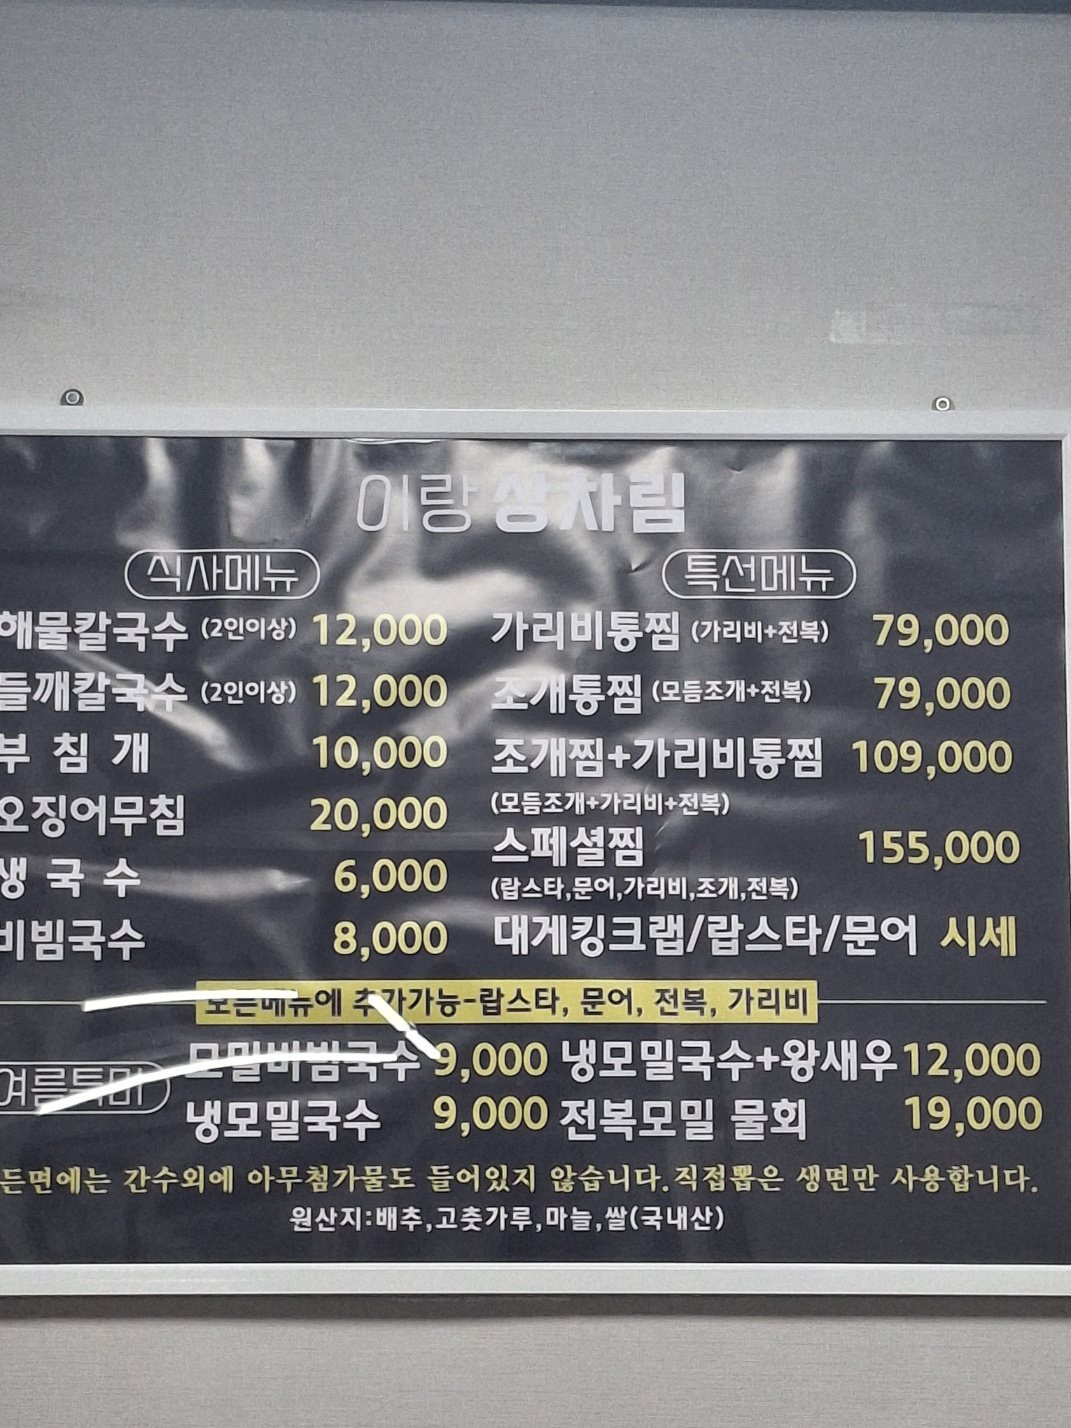 이랑 상차림
식사메뉴
해물칼국수 (2인이상) 12,000
들깨칼국수 (2인이상) 12,000
부 침 개 10,000
오징어무침 20,000
생 국 수 6,000
비빔국수 8,000
특선메뉴
가리비통찜 (가리비+전복) 79,000
조개통찜 (모듬조개+전복) 79,000
조개찜+가리비통찜 109,000
(모듬조개+가리비+전복)
스페셜찜 155,000
(랍스타,문어,가리비,조개,전복)
대게킹크랩/랍스타/문어 시세
모든메뉴에 추가가능-랍스타, 문어, 전복, 가리비
모밀비빔국수 9,000 냉모밀국수+왕새우 12,000
냉모밀국수 9,000 전복모밀 물회 19,000
든면에는 간수외에 아무첨가물도 들어있지 않습니다.직접뽑은 생면만 사용합니다.
원산지:배추,고춧가루,마늘,쌀(국내산)